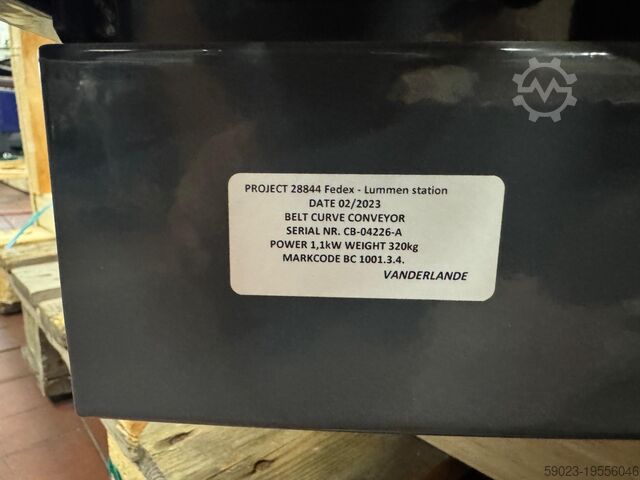 PROJECT 28844 Fedex - Lummen station
DATE 02/2023
BELT CURVE CONVEYOR
SERIAL NR. CB-04226-A
POWER 1,1kW WEIGHT 320kg
MARKCODE BC 1001.3.4.
VANDERLANDE
59023-19556046